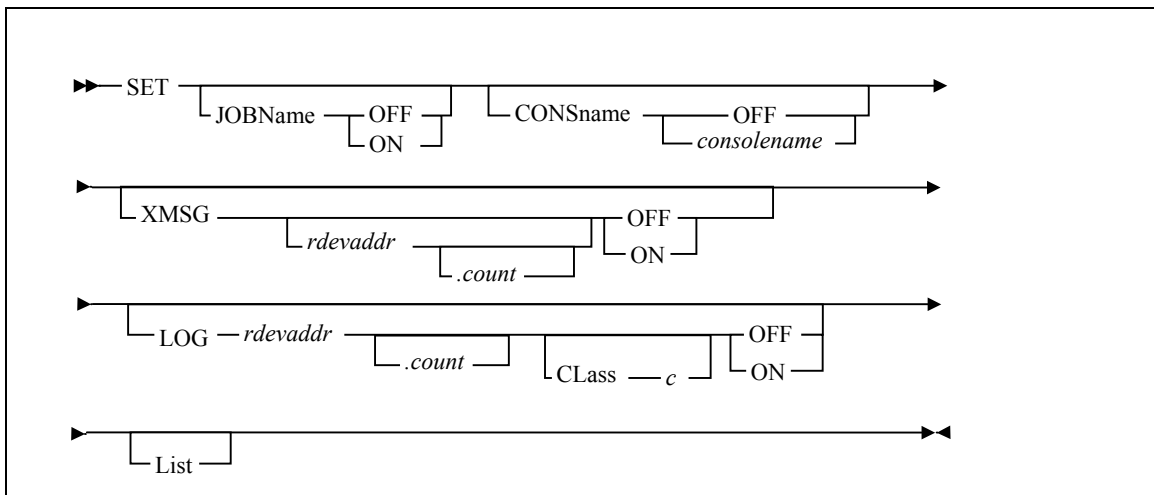 SET
JOBName OFF CONSname OFF
ON consolename
XMSG OFF
rdevaddr ON
.count
LOG rdevaddr OFF
.count CLass c ON
List